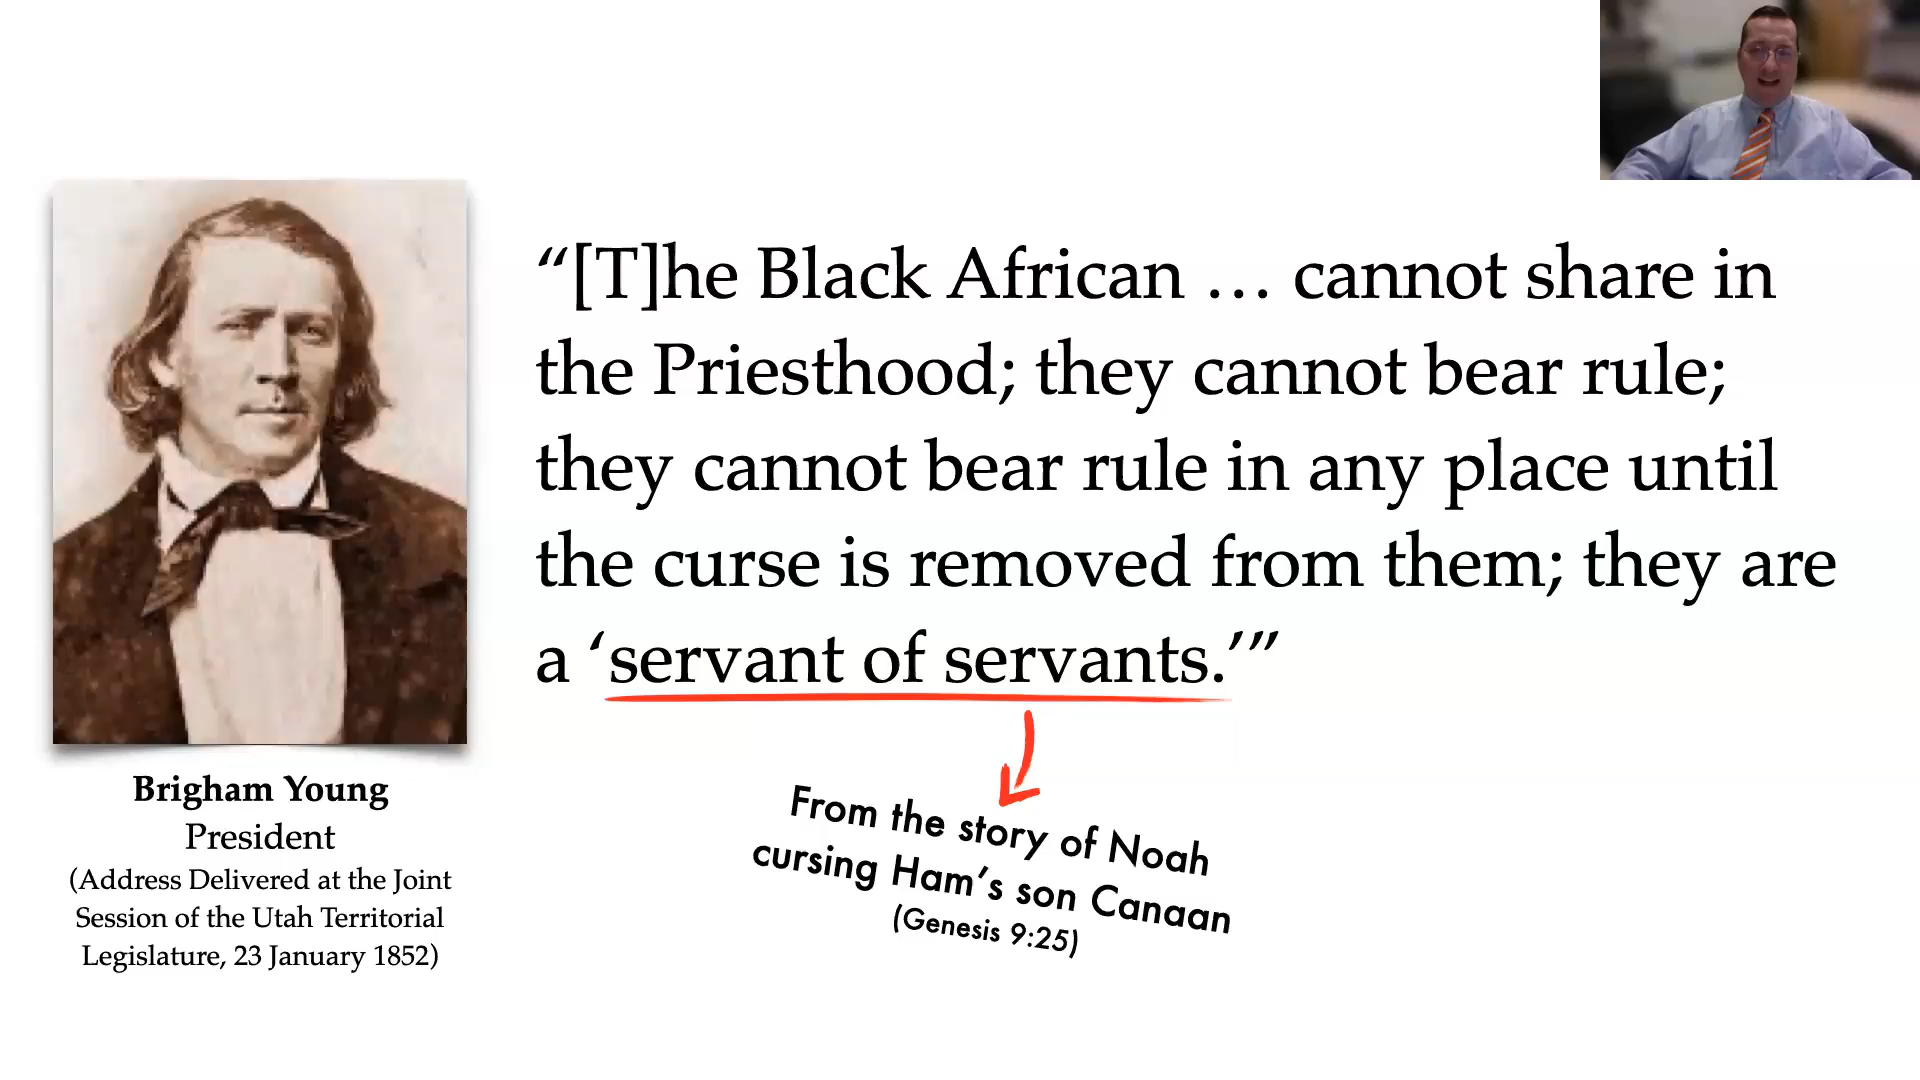 “[T]he Black African … cannot share in
the Priesthood; they cannot bear rule;
they cannot bear rule in any place until
the curse is removed from them; they are
a ‘servant of servants.’”
From the story of Noah
cursing Ham’s son Canaan
(Genesis 9:25)
Brigham Young
President
(Address Delivered at the Joint
Session of the Utah Territorial
Legislature, 23 January 1852)